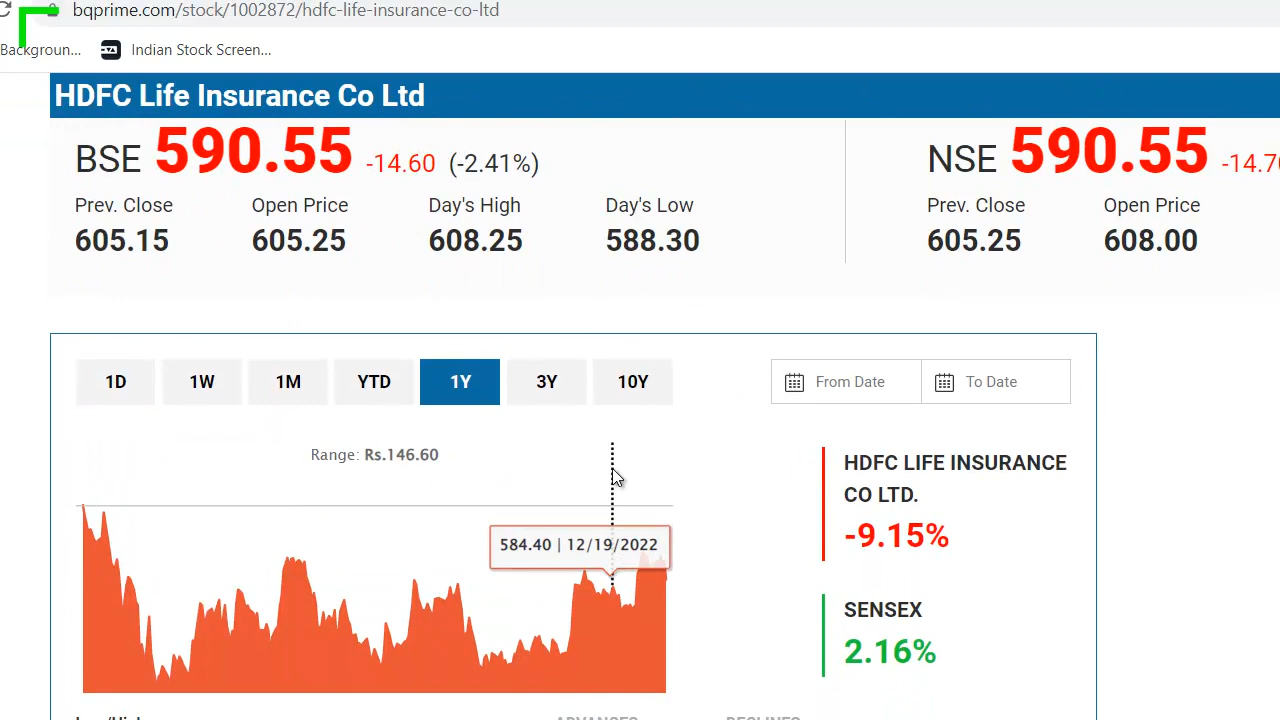 bqprime.com/stock/1002872/hdfc-life-insurance-co-ltd
Backgroun... Indian Stock Screen...
HDFC Life Insurance Co Ltd
BSE 590.55 -14.60 (-2.41%)
Prev. Close Open Price Day's High Day's Low
605.15 605.25 608.25 588.30
NSE 590.55 -14.70
Prev. Close Open Price
605.25 608.00
1D 1W 1M YTD 1Y 3Y 10Y
From Date To Date
Range: Rs.146.60
584.40 | 12/19/2022
HDFC LIFE INSURANCE
CO LTD.
-9.15%
SENSEX
2.16%